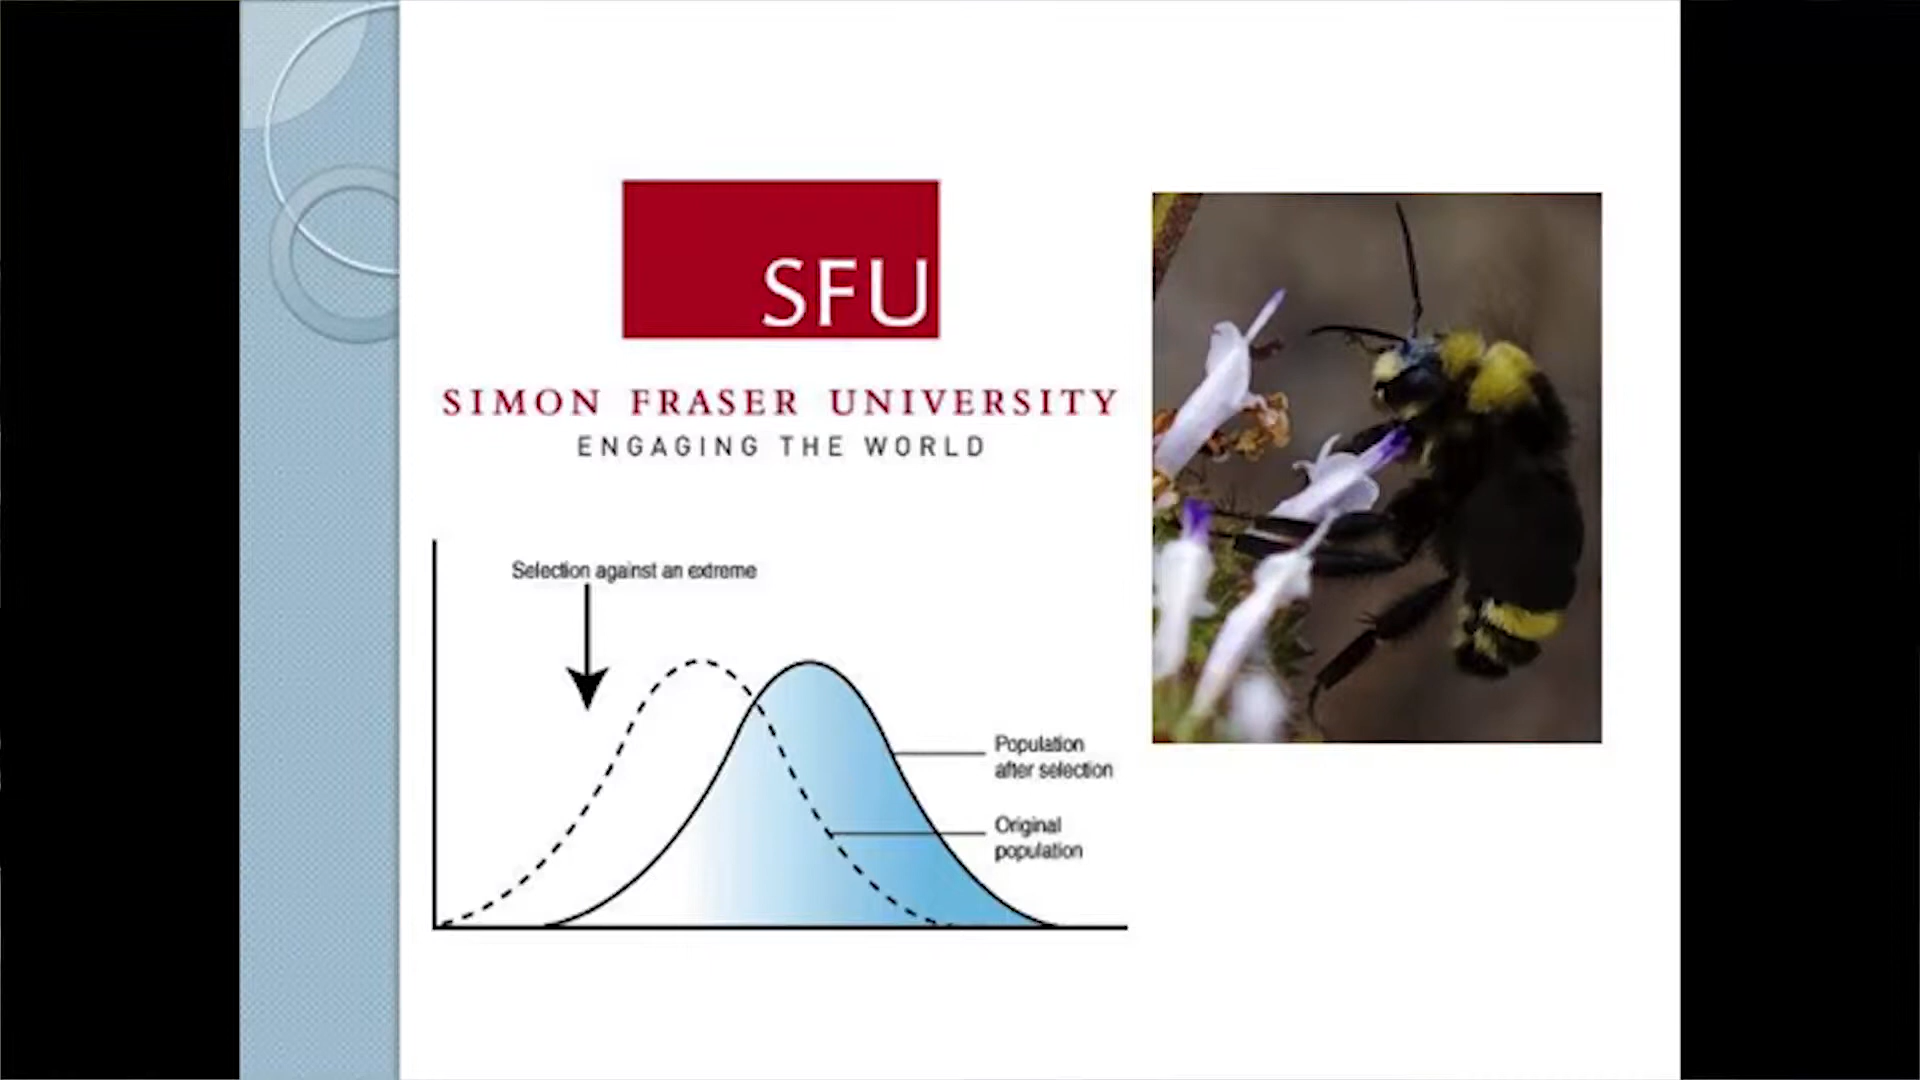 SFU
SIMON FRASER UNIVERSITY
ENGAGING THE WORLD
Selection against an extreme
Population
after selection
Original
population